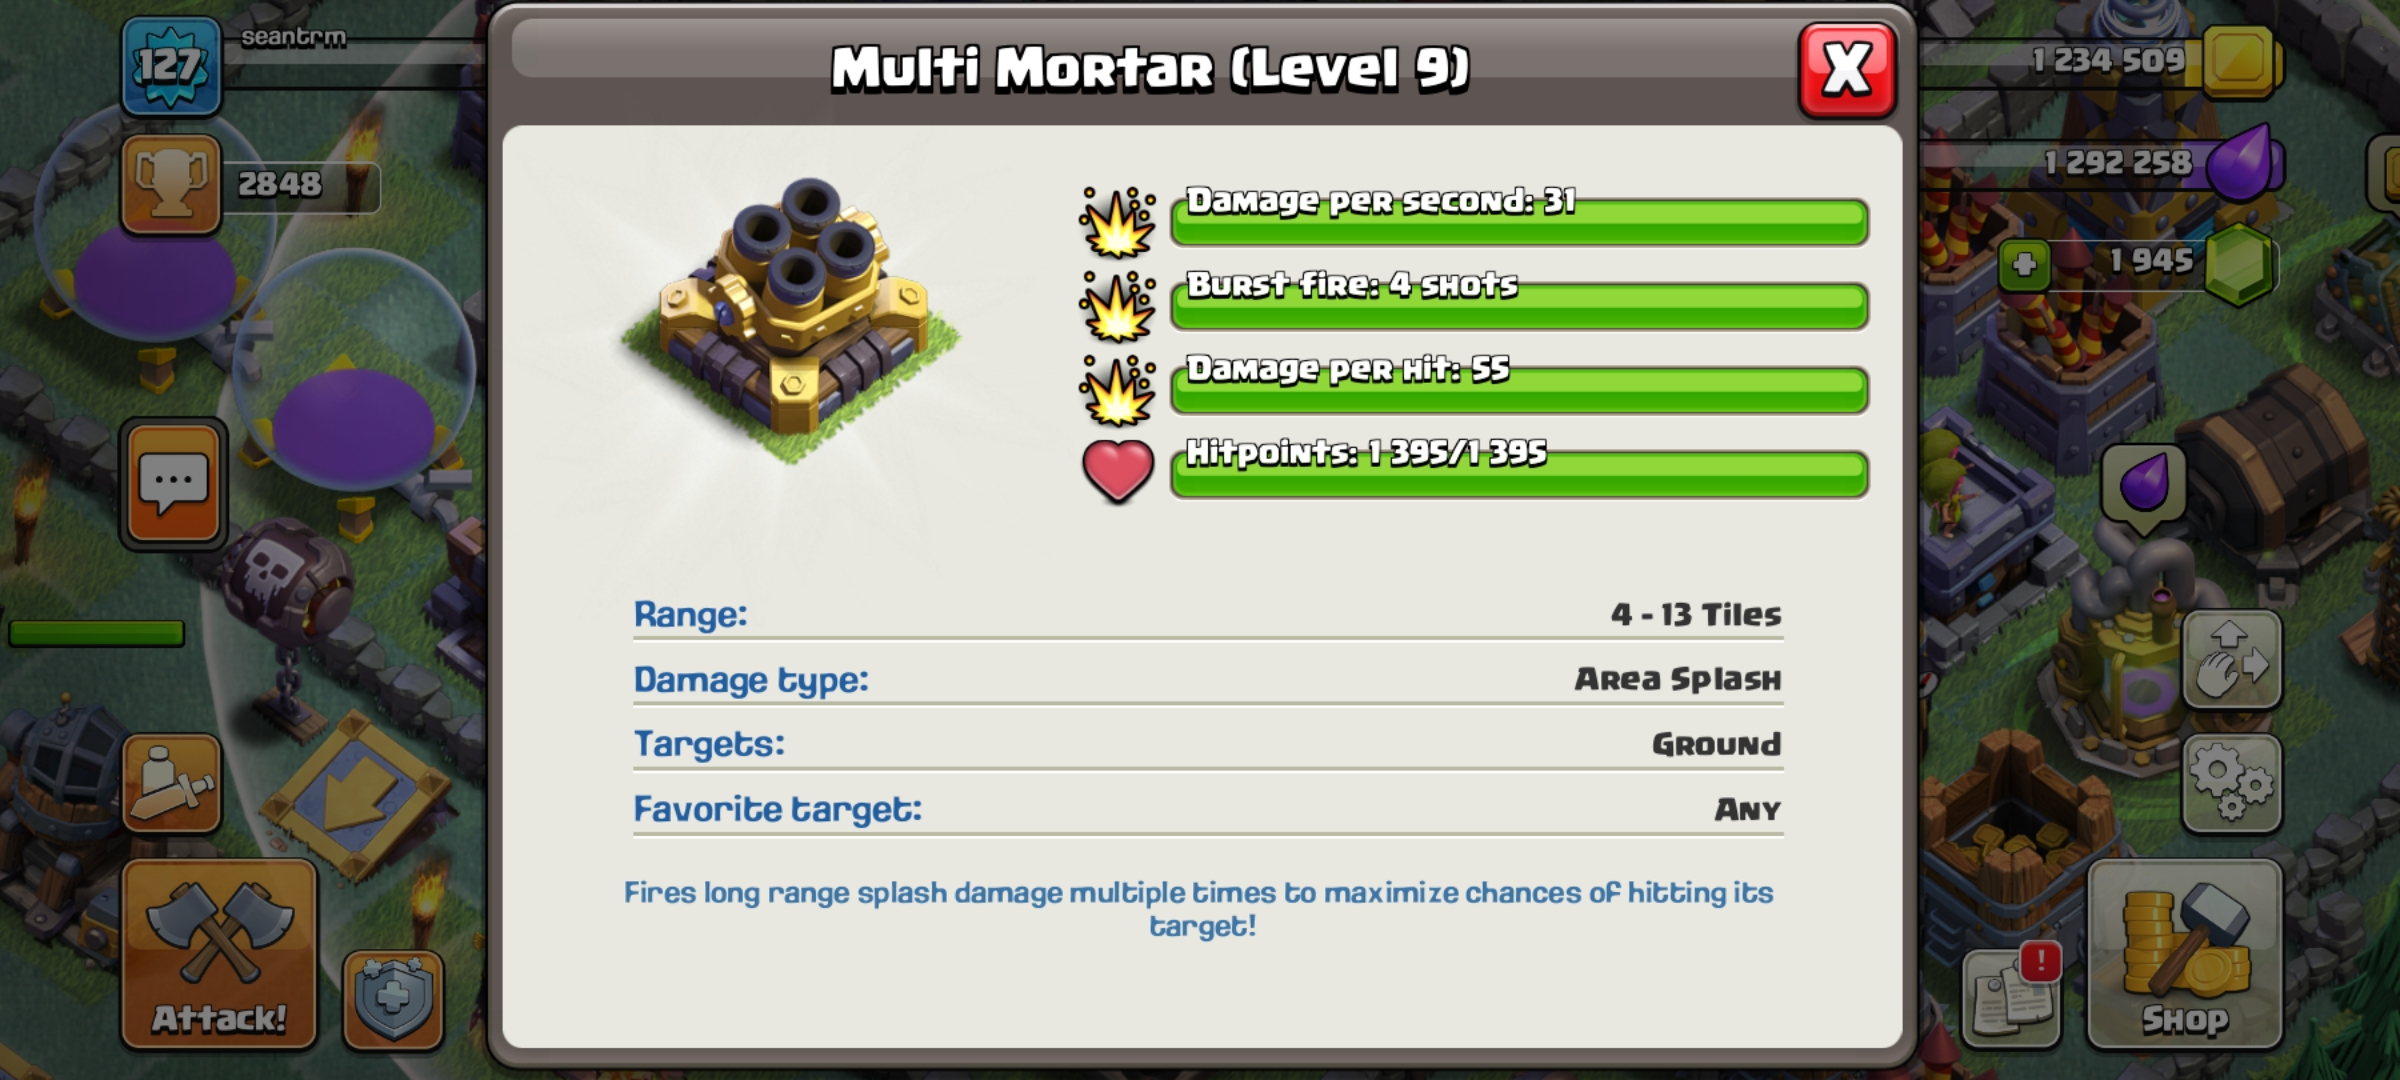 127
seantrm
2848
Multi Mortar (Level 9)
X
1 234 509
1 292 258
1 945
Damage per second: 31
Burst fire: 4 shots
Damage per hit: 55
Hitpoints: 1 395/1 395
Range: 4 - 13 Tiles
Damage type: Area Splash
Targets: Ground
Favorite target: Any
Fires long range splash damage multiple times to maximize chances of hitting its
target!
Attack!
!
Shop